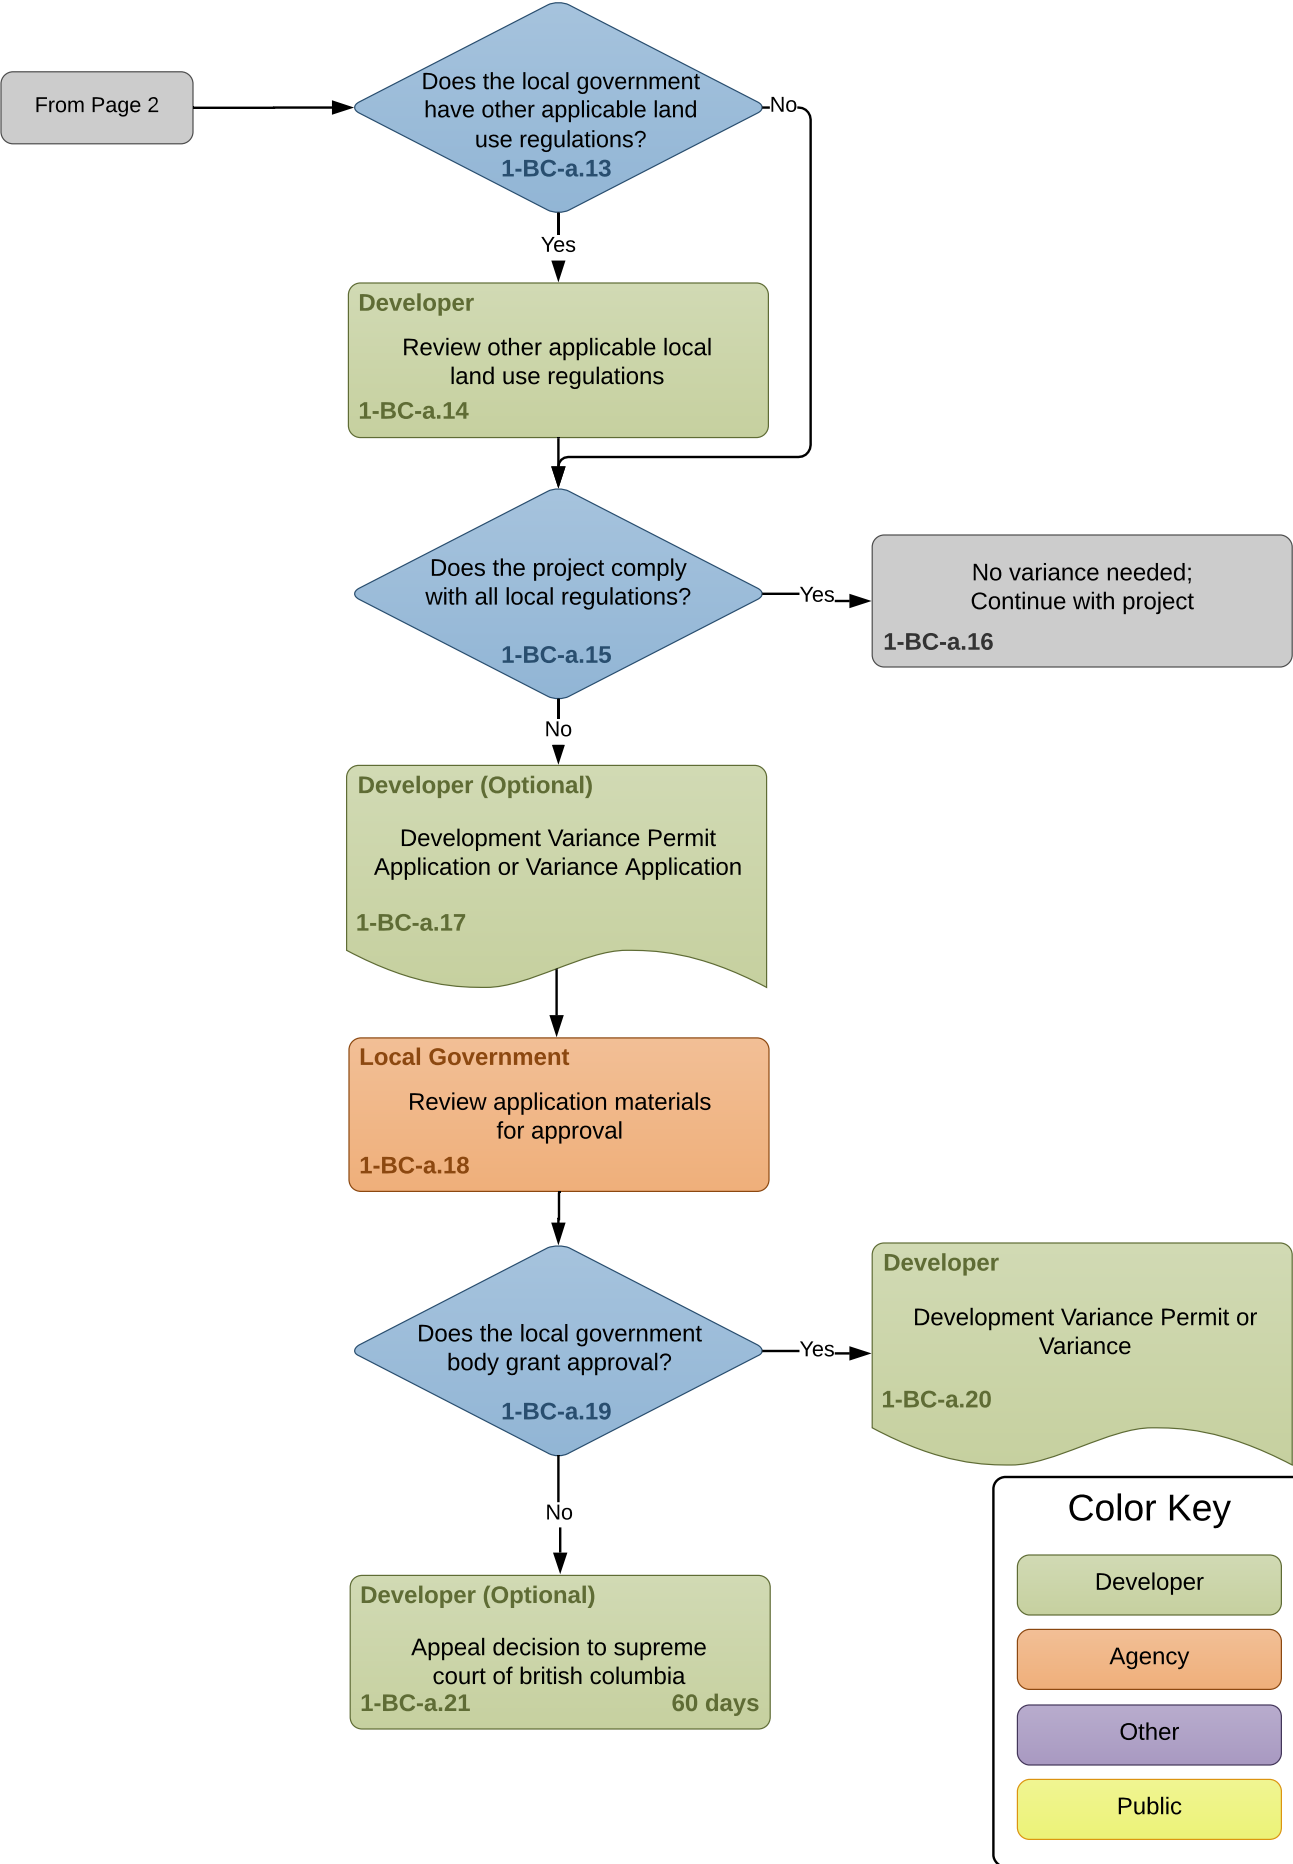 From Page 2
Does the local government
have other applicable land
use regulations?
1-BC-a.13
No
Yes
Developer
Review other applicable local
land use regulations
1-BC-a.14
Does the project comply
with all local regulations?
1-BC-a.15
Yes
No variance needed;
Continue with project
1-BC-a.16
No
Developer (Optional)
Development Variance Permit
Application or Variance Application
1-BC-a.17
Local Government
Review application materials
for approval
1-BC-a.18
Does the local government
body grant approval?
1-BC-a.19
Yes
Developer
Development Variance Permit or
Variance
1-BC-a.20
No
Developer (Optional)
Appeal decision to supreme
court of british columbia
1-BC-a.21 60 days
Color Key
Developer
Agency
Other
Public